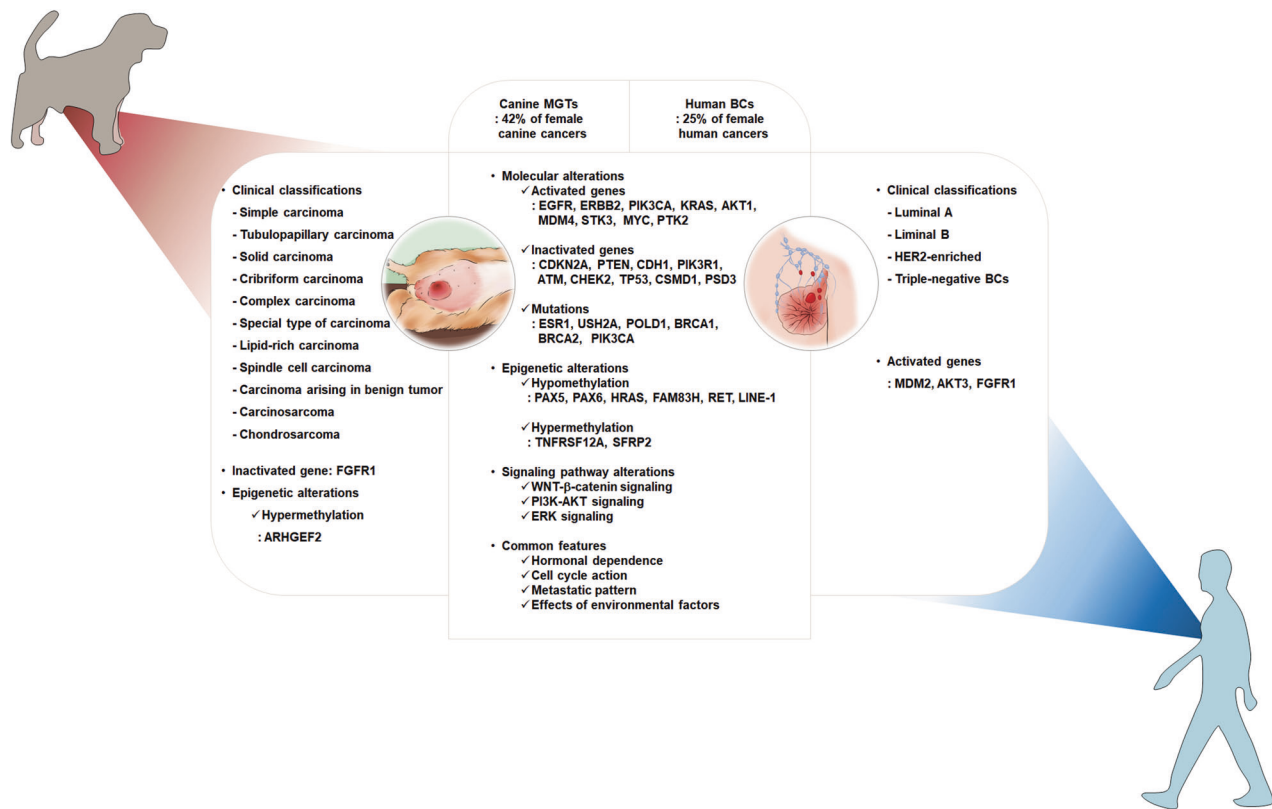 Canine MGTs
: 42% of female
canine cancers
Human BCs
: 25% of female
human cancers
• Clinical classifications
- Simple carcinoma
- Tubulopapillary carcinoma
- Solid carcinoma
- Cribriform carcinoma
- Complex carcinoma
- Special type of carcinoma
- Lipid-rich carcinoma
- Spindle cell carcinoma
- Carcinoma arising in benign tumor
- Carcinosarcoma
- Chondrosarcoma
• Inactivated gene: FGFR1
• Epigenetic alterations
✓Hypermethylation
: ARHGEF2
• Molecular alterations
✓Activated genes
: EGFR, ERBB2, PIK3CA, KRAS, AKT1,
MDM4, STK3, MYC, PTK2
✓Inactivated genes
: CDKN2A, PTEN, CDH1, PIK3R1,
ATM, CHEK2, TP53, CSMD1, PSD3
✓Mutations
: ESR1, USH2A, POLD1, BRCA1,
BRCA2, PIK3CA
• Epigenetic alterations
✓Hypomethylation
: PAX5, PAX6, HRAS, FAM83H, RET, LINE-1
✓Hypermethylation
: TNFRSF12A, SFRP2
• Signaling pathway alterations
✓WNT-β-catenin signaling
✓PI3K-AKT signaling
✓ERK signaling
• Common features
✓Hormonal dependence
✓Cell cycle action
✓Metastatic pattern
✓Effects of environmental factors
• Clinical classifications
- Luminal A
- Liminal B
- HER2-enriched
- Triple-negative BCs
• Activated genes
: MDM2, AKT3, FGFR1